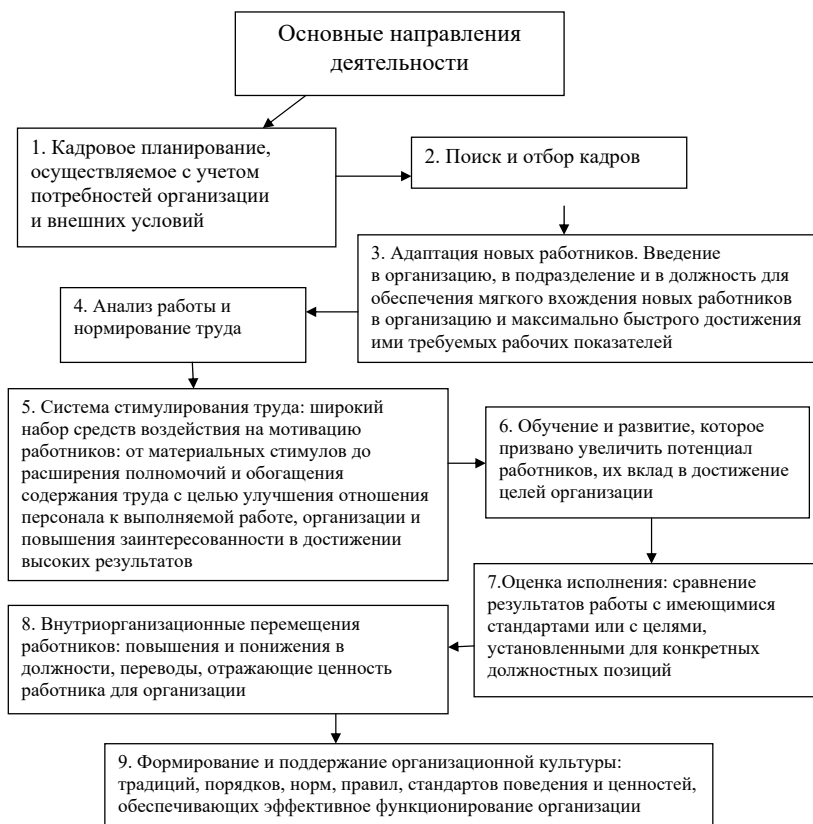 Основные направления
деятельности
1. Кадровое планирование,
осуществляемое с учетом
потребностей организации
и внешних условий
2. Поиск и отбор кадров
3. Адаптация новых работников. Введение
в организацию, в подразделение и в должность для
обеспечения мягкого вхождения новых работников
в организацию и максимально быстрого достижения
ими требуемых рабочих показателей
4. Анализ работы и
нормирование труда
5. Система стимулирования труда: широкий
набор средств воздействия на мотивацию
работников: от материальных стимулов до
расширения полномочий и обогащения
содержания труда с целью улучшения отношения
персонала к выполняемой работе, организации и
повышения заинтересованности в достижении
высоких результатов
6. Обучение и развитие, которое
призвано увеличить потенциал
работников, их вклад в достижение
целей организации
7.Оценка исполнения: сравнение
результатов работы с имеющимися
стандартами или с целями,
установленными для конкретных
должностных позиций
8. Внутриорганизационные перемещения
работников: повышения и понижения в
должности, переводы, отражающие ценность
работника для организации
9. Формирование и поддержание организационной культуры:
традиций, порядков, норм, правил, стандартов поведения и ценностей,
обеспечивающих эффективное функционирование организации